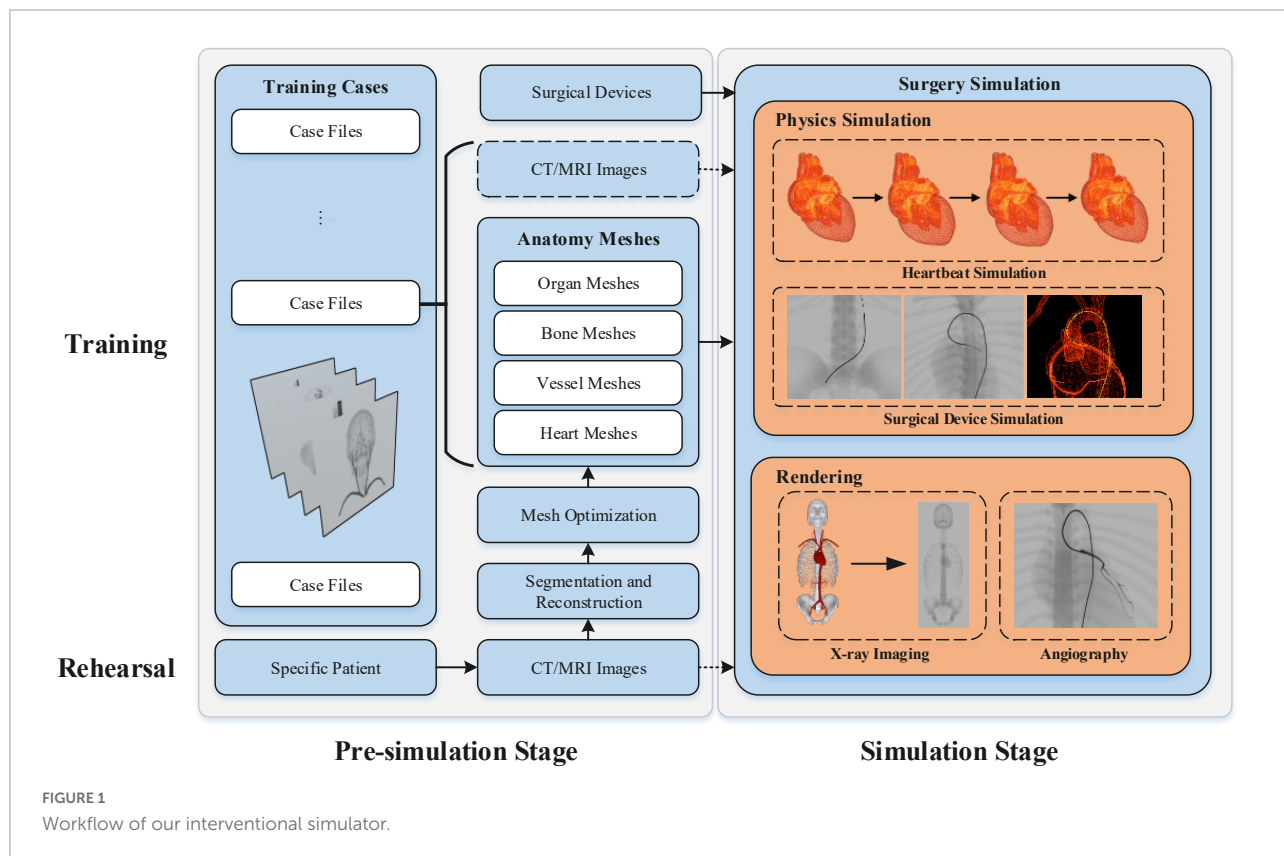 Training Cases
Case Files
⋮
Case Files
Case Files
Specific Patient
Surgical Devices
CT/MRI Images
Anatomy Meshes
Organ Meshes
Bone Meshes
Vessel Meshes
Heart Meshes
Mesh Optimization
Segmentation and
Reconstruction
CT/MRI Images
Surgery Simulation
Physics Simulation
Heartbeat Simulation
Surgical Device Simulation
Rendering
X-ray Imaging
Angiography
Training
Rehearsal
Pre-simulation Stage
Simulation Stage
FIGURE 1
Workflow of our interventional simulator.